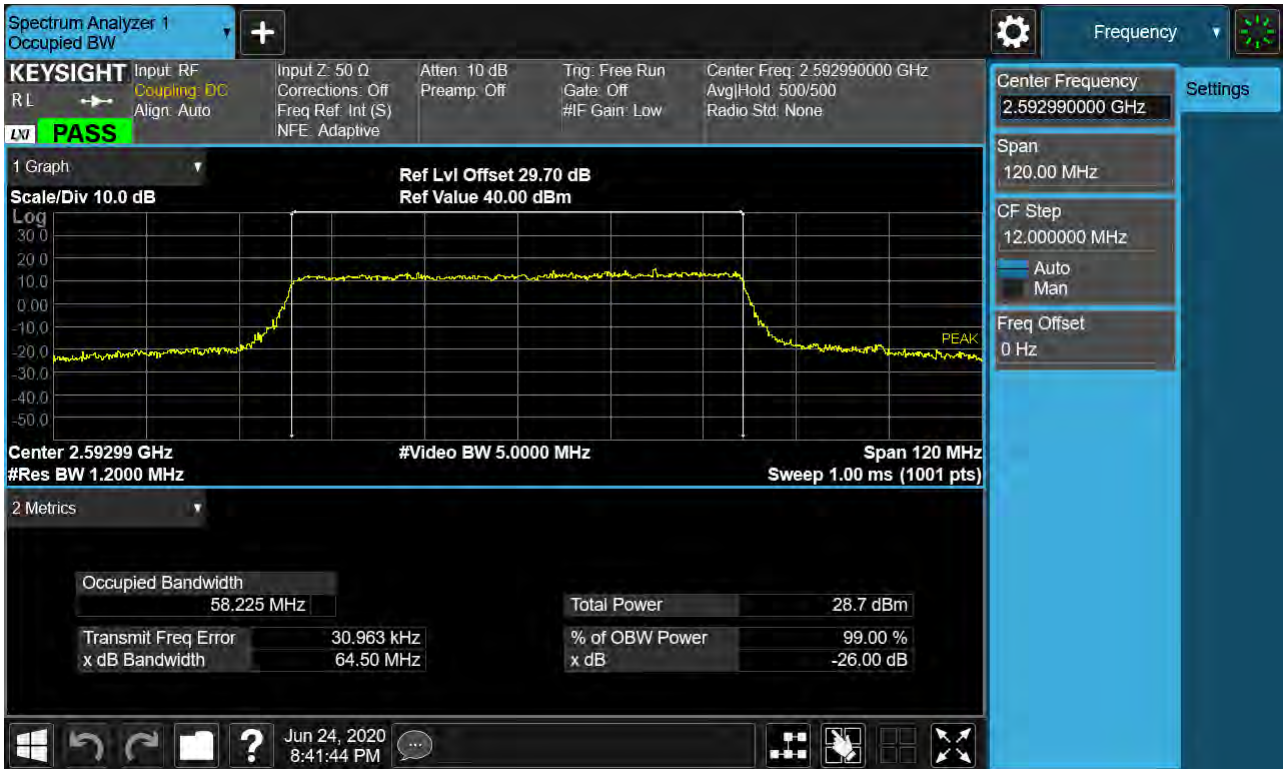 Spectrum Analyzer 1
Occupied BW
+
Frequency
KEYSIGHT
Input: RF
Coupling: DC
Align: Auto
Input Z: 50 Ω
Corrections: Off
Freq Ref: Int (S)
NFE: Adaptive
Atten: 10 dB
Preamp: Off
Trig: Free Run
Gate: Off
#IF Gain: Low
Center Freq: 2.592990000 GHz
Avg|Hold: 500/500
Radio Std: None
R L
LXI
PASS
Center Frequency
2.592990000 GHz
Settings
Span
120.00 MHz
CF Step
12.000000 MHz
Auto
Man
Freq Offset
0 Hz
1 Graph
Scale/Div 10.0 dB
Ref Lvl Offset 29.70 dB
Ref Value 40.00 dBm
Log
30.0
20.0
10.0
0.00
-10.0
-20.0
-30.0
-40.0
-50.0
PEAK
Center 2.59299 GHz
#Video BW 5.0000 MHz
Span 120 MHz
#Res BW 1.2000 MHz
Sweep 1.00 ms (1001 pts)
2 Metrics
Occupied Bandwidth
58.225 MHz
Total Power 28.7 dBm
Transmit Freq Error 30.963 kHz
% of OBW Power 99.00 %
x dB Bandwidth 64.50 MHz
x dB -26.00 dB
?
Jun 24, 2020
8:41:44 PM